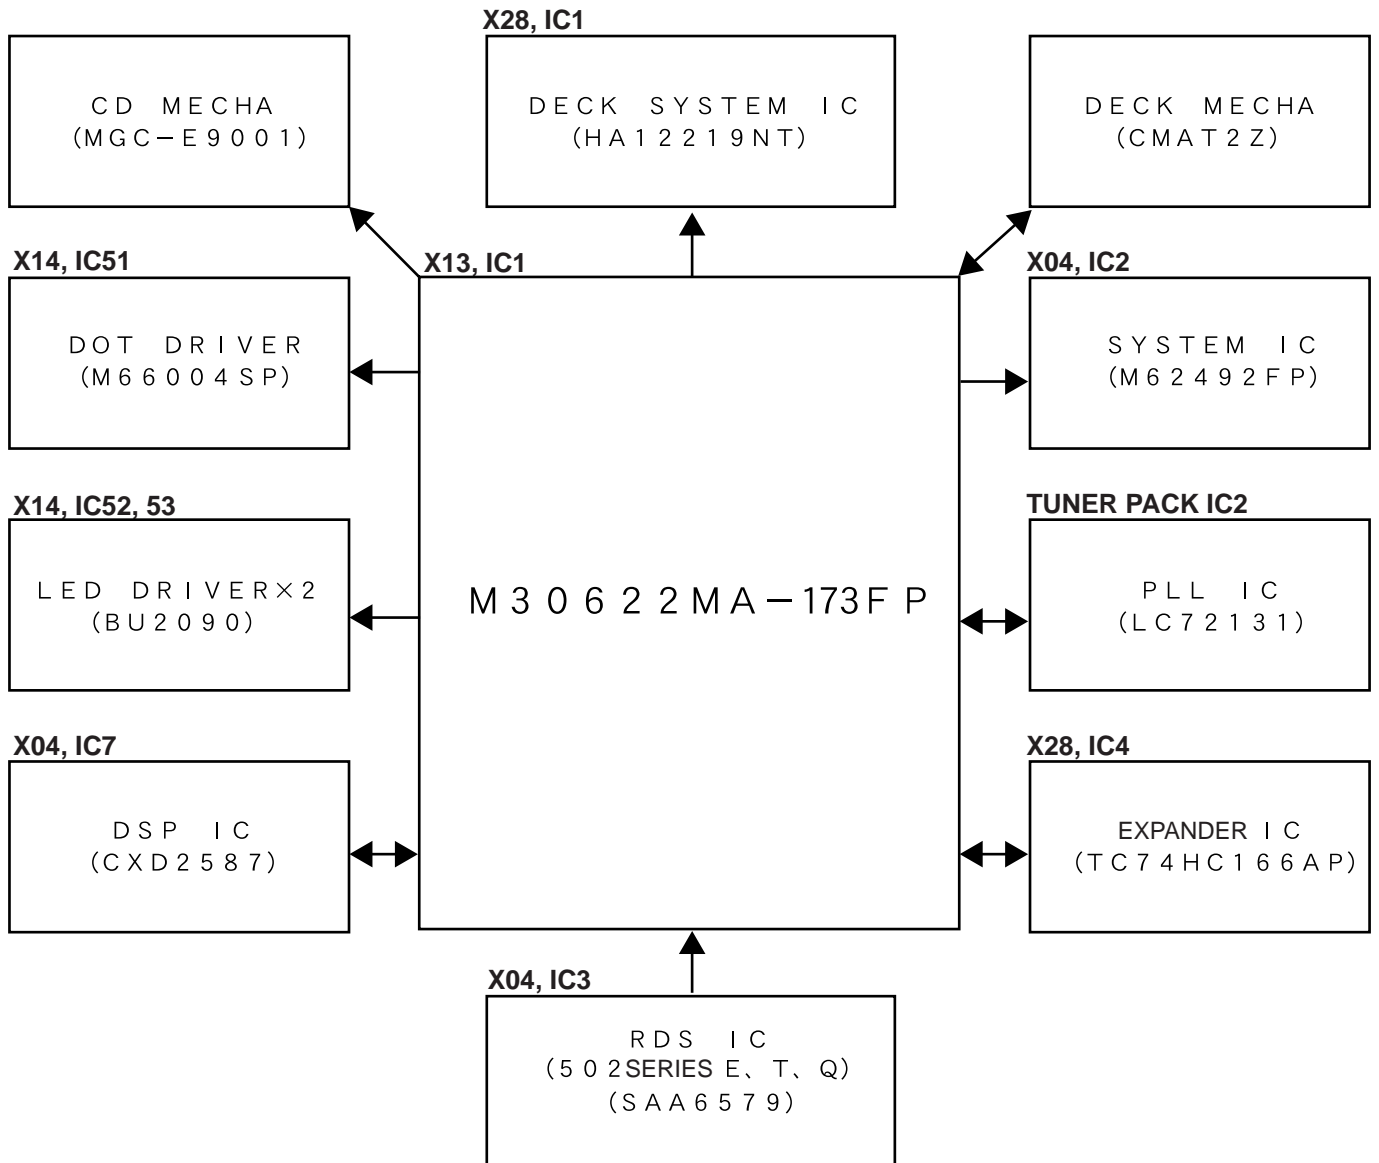 X28, IC1
CD MECHA
(MGC-E9001)
DECK SYSTEM IC
(HA12219NT)
DECK MECHA
(CMAT2Z)
X14, IC51
X13, IC1
X04, IC2
DOT DRIVER
(M66004SP)
SYSTEM IC
(M62492FP)
X14, IC52, 53
TUNER PACK IC2
LED DRIVER×2
(BU2090)
M30622MA-173FP
PLL IC
(LC72131)
X04, IC7
X28, IC4
DSP IC
(CXD2587)
EXPANDER IC
(TC74HC166AP)
X04, IC3
RDS IC
(502SERIES E、T、Q)
(SAA6579)